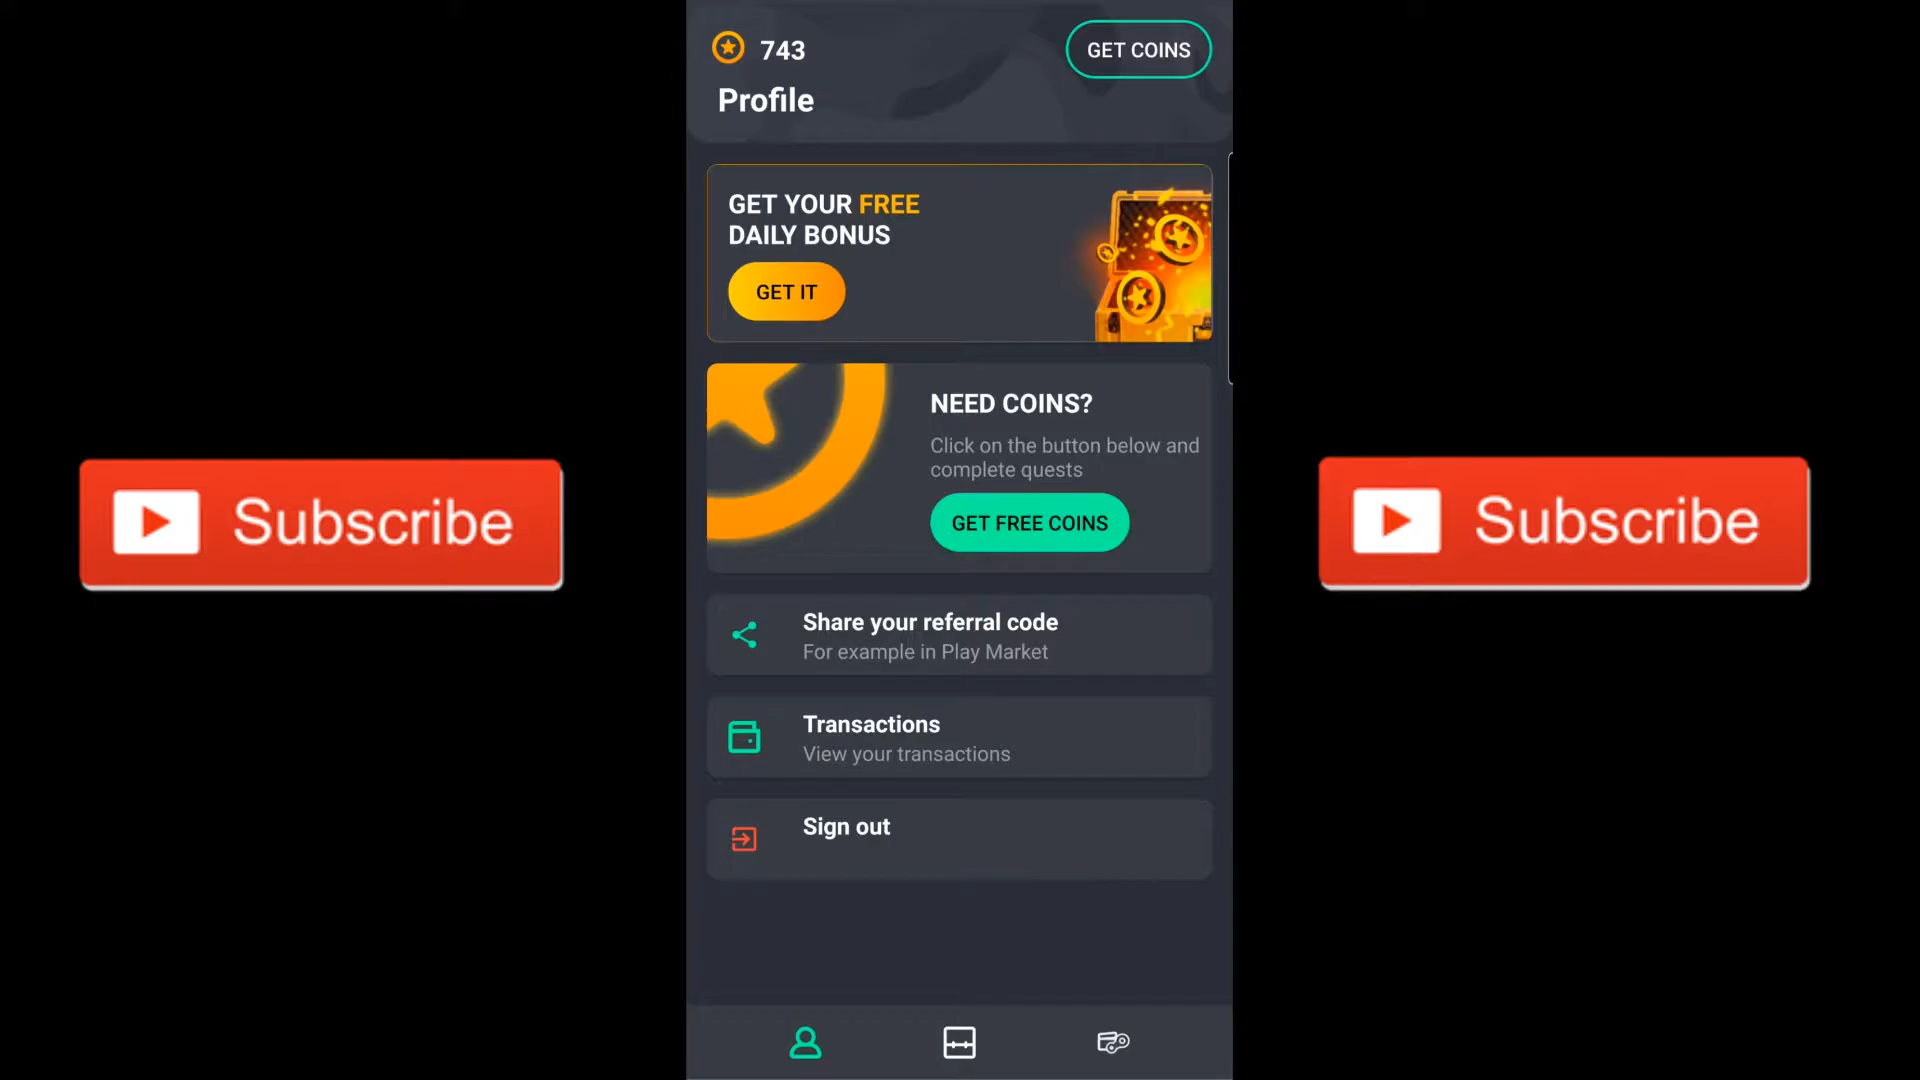 743
GET COINS
Profile
GET YOUR FREE
DAILY BONUS
GET IT
NEED COINS?
Click on the button below and
complete quests
GET FREE COINS
Subscribe
Subscribe
Share your referral code
For example in Play Market
Transactions
View your transactions
Sign out